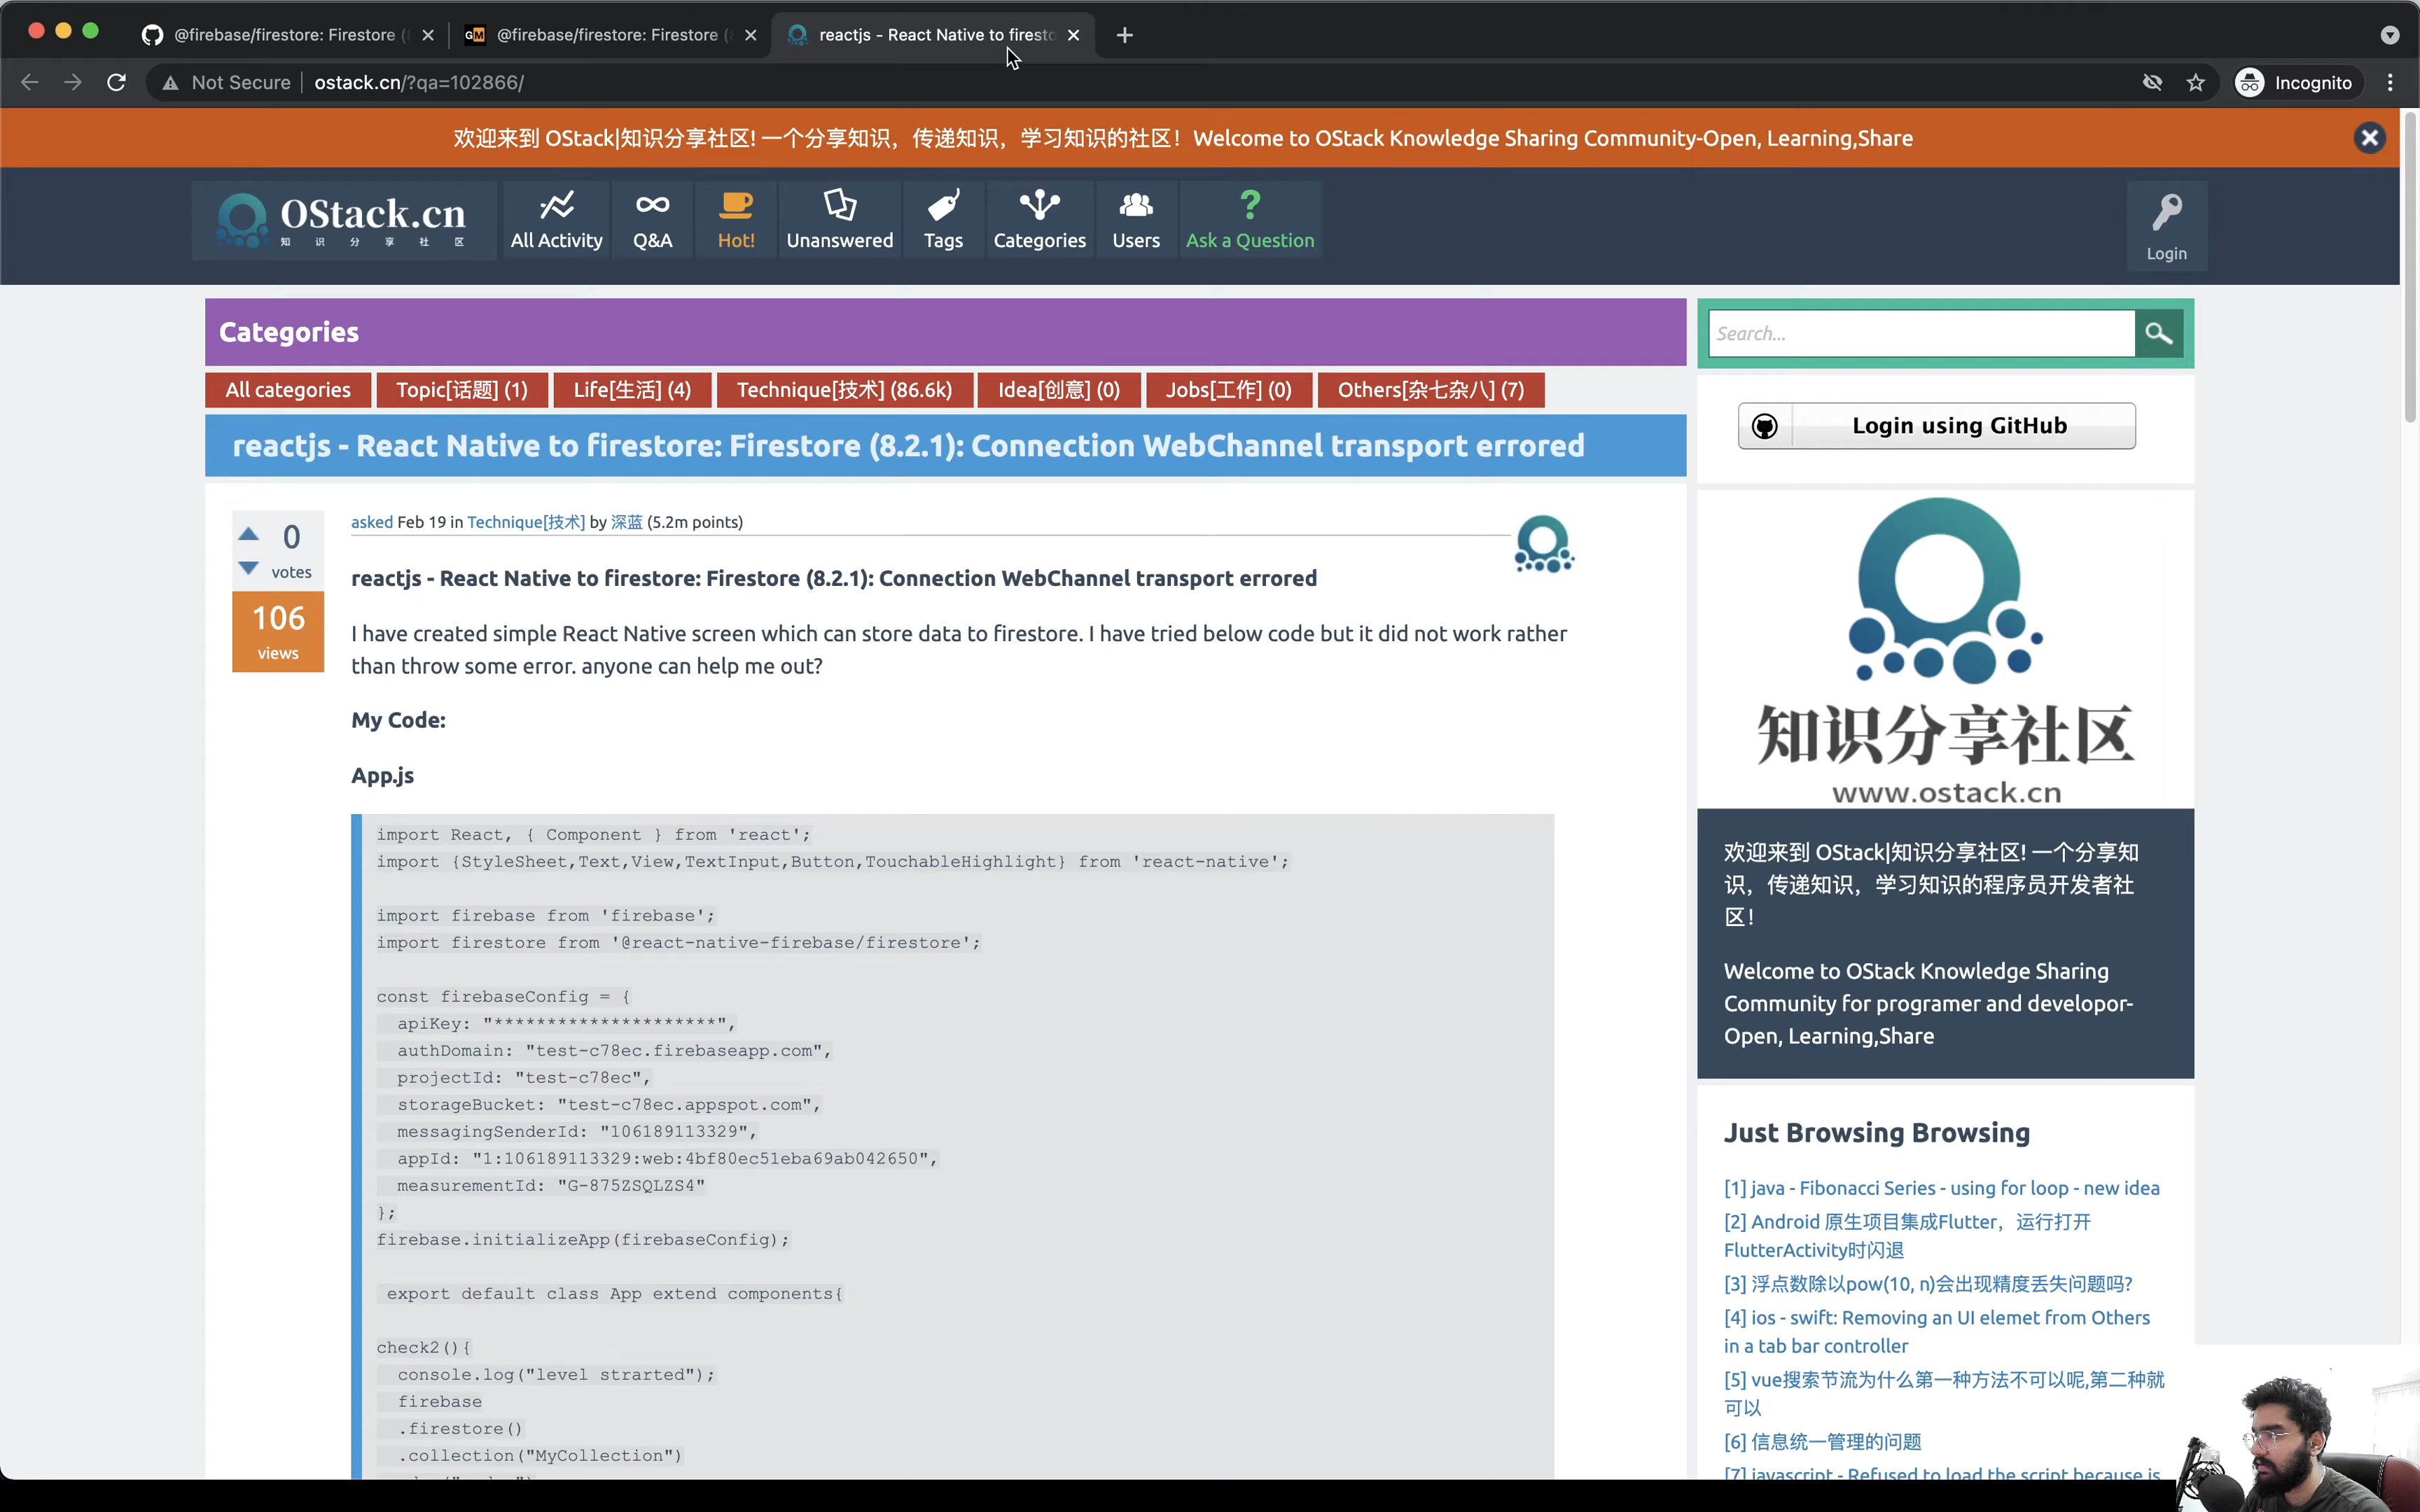 @firebase/firestore: Firestore (8
@firebase/firestore: Firestore (
reactjs - React Native to firesto
Not Secure
ostack.cn/?qa=102866/
Incognito
欢迎来到 OStack|知识分享社区! 一个分享知识，传递知识，学习知识的社区！Welcome to OStack Knowledge Sharing Community-Open, Learning,Share
OStack.cn
知 识 分 享 社 区
All Activity
Q&A
Hot!
Unanswered
Tags
Categories
Users
Ask a Question
Login
Categories
Search...
All categories
Topic[话题] (1)
Life[生活] (4)
Technique[技术] (86.6k)
Idea[创意] (0)
Jobs[工作] (0)
Others[杂七杂八] (7)
Login using GitHub
reactjs - React Native to firestore: Firestore (8.2.1): Connection WebChannel transport errored
0
votes
106
views
asked Feb 19 in Technique[技术] by 深蓝 (5.2m points)
reactjs - React Native to firestore: Firestore (8.2.1): Connection WebChannel transport errored
I have created simple React Native screen which can store data to firestore. I have tried below code but it did not work rather
than throw some error. anyone can help me out?
My Code:
App.js
import React, { Component } from 'react';
import {StyleSheet,Text,View,TextInput,Button,TouchableHighlight} from 'react-native';
import firebase from 'firebase';
import firestore from '@react-native-firebase/firestore';
const firebaseConfig = {
apiKey: "*********************",
authDomain: "test-c78ec.firebaseapp.com",
projectId: "test-c78ec",
storageBucket: "test-c78ec.appspot.com",
messagingSenderId: "106189113329",
appId: "1:106189113329:web:4bf80ec51eba69ab042650",
measurementId: "G-875ZSQLZS4"
};
firebase.initializeApp(firebaseConfig);
export default class App extend components{
check2(){
console.log("level strarted");
firebase
.firestore()
.collection("MyCollection")
知识分享社区
www.ostack.cn
欢迎来到 OStack|知识分享社区! 一个分享知
识，传递知识，学习知识的程序员开发者社
区！
Welcome to OStack Knowledge Sharing
Community for programer and developor-
Open, Learning,Share
Just Browsing Browsing
[1] java - Fibonacci Series - using for loop - new idea
[2] Android 原生项目集成Flutter，运行打开
FlutterActivity时闪退
[3] 浮点数除以pow(10, n)会出现精度丢失问题吗?
[4] ios - swift: Removing an UI elemet from Others
in a tab bar controller
[5] vue搜索节流为什么第一种方法不可以呢,第二种就
可以
[6] 信息统一管理的问题
[7] javascript - Refused to load the script because is